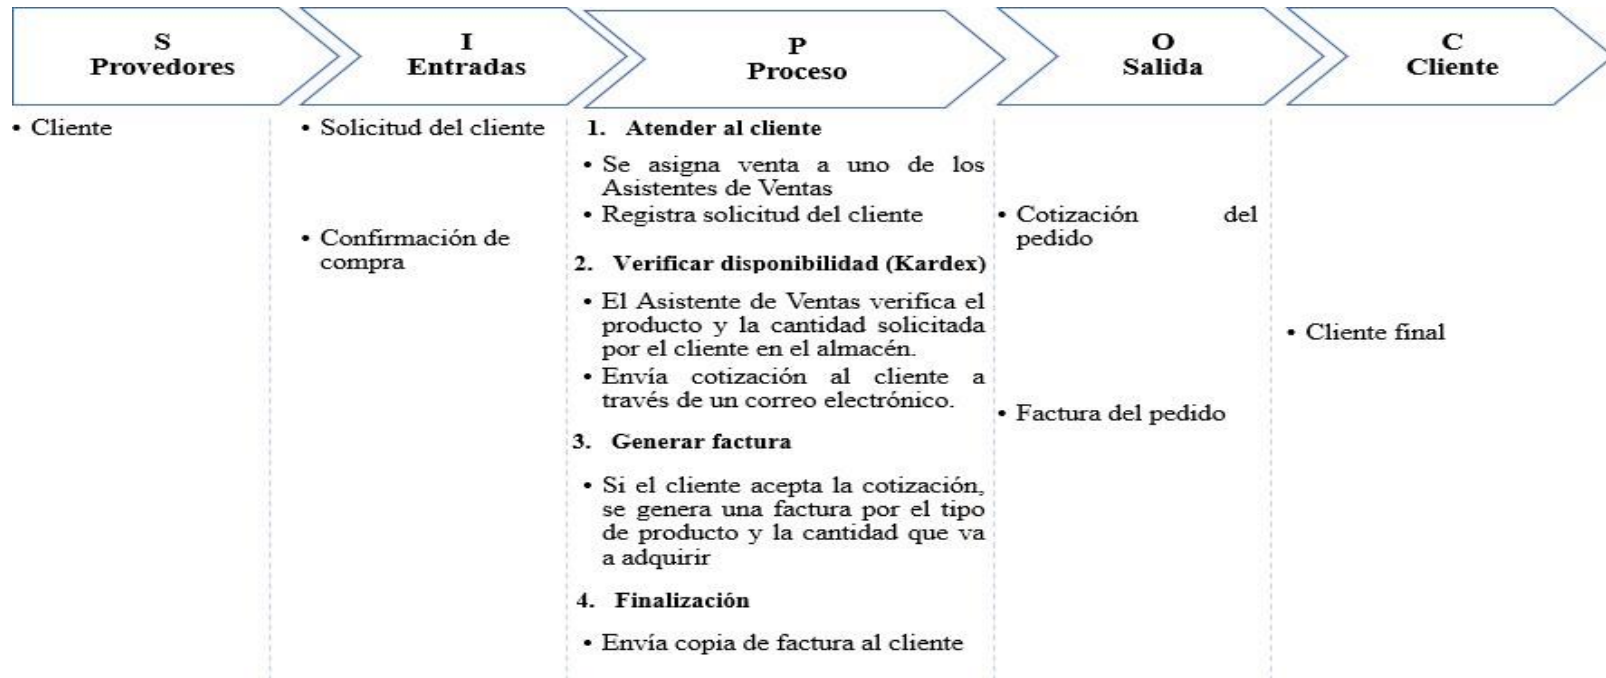 S
Provedores
I
Entradas
P
Proceso
O
Salida
C
Cliente
• Cliente
• Solicitud del cliente
• Confirmación de
compra
1. Atender al cliente
• Se asigna venta a uno de los
Asistentes de Ventas
• Registra solicitud del cliente
2. Verificar disponibilidad (Kardex)
• El Asistente de Ventas verifica el
producto y la cantidad solicitada
por el cliente en el almacén.
• Envía cotización al cliente a
través de un correo electrónico.
3. Generar factura
• Si el cliente acepta la cotización,
se genera una factura por el tipo
de producto y la cantidad que va
a adquirir
4. Finalización
• Envía copia de factura al cliente
• Cotización del
pedido
• Factura del pedido
• Cliente final